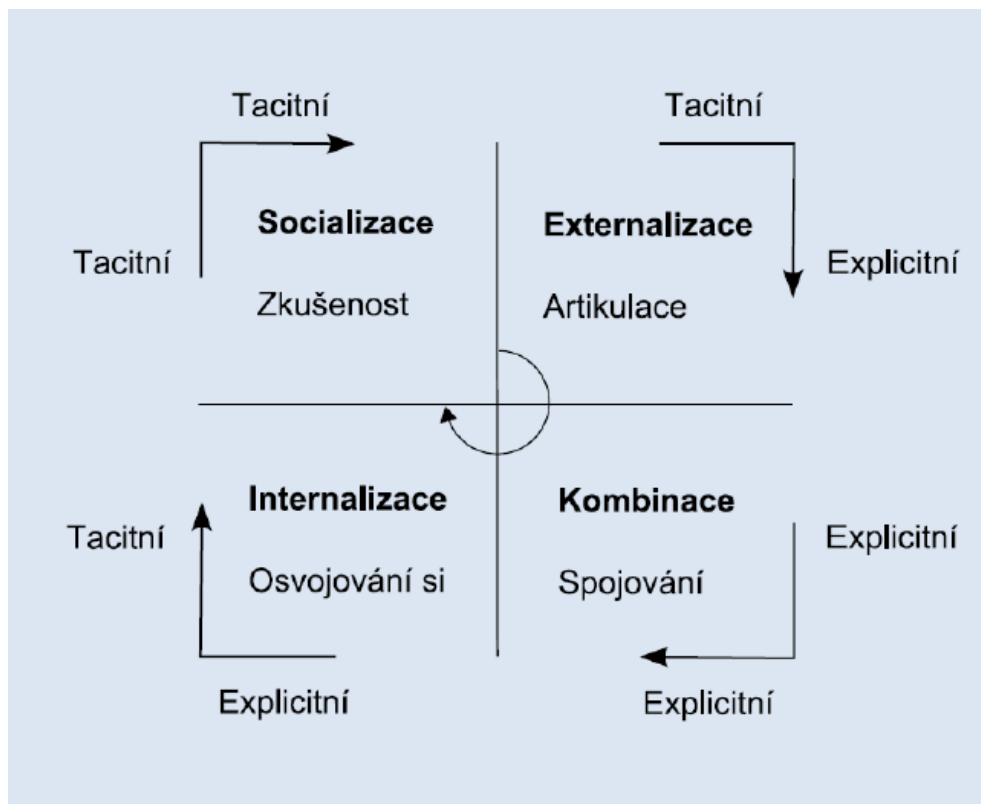 Tacitní
Tacitní
Socializace
Externalizace
Tacitní
Explicitní
Zkušenost
Artikulace
Internalizace
Kombinace
Tacitní
Explicitní
Osvojování si
Spojování
Explicitní
Explicitní